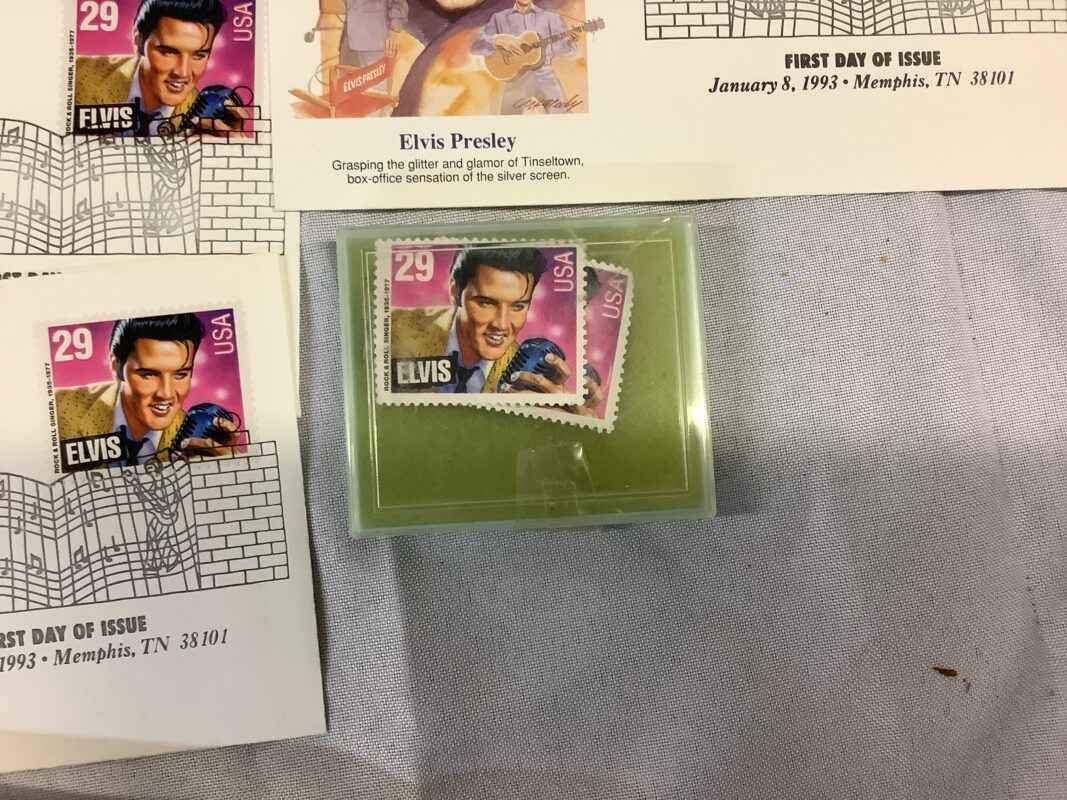 29
USA
ROCK & ROLL SINGER, 1935-1977
ELVIS
ELVIS PRESLEY
Elvis Presley
Grasping the glitter and glamor of Tinseltown,
box-office sensation of the silver screen.
FIRST DAY OF ISSUE
January 8, 1993 • Memphis, TN 38101
29
USA
ROCK & ROLL SINGER, 1935-1977
ELVIS
USA
29
USA
ROCK & ROLL SINGER, 1935-1977
ELVIS
RST DAY OF ISSUE
1993 • Memphis, TN 38101